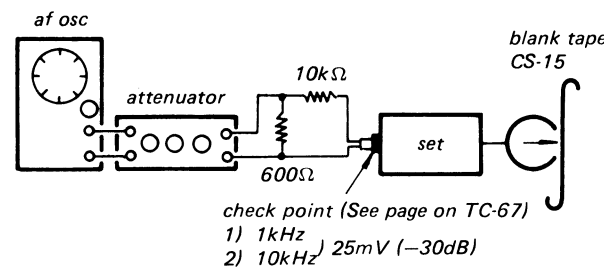 af osc
blank tape
CS-15
10kΩ
attenuator
set
600Ω
check point (See page on TC-67)
1) 1kHz
2) 10kHz ) 25mV (−30dB)